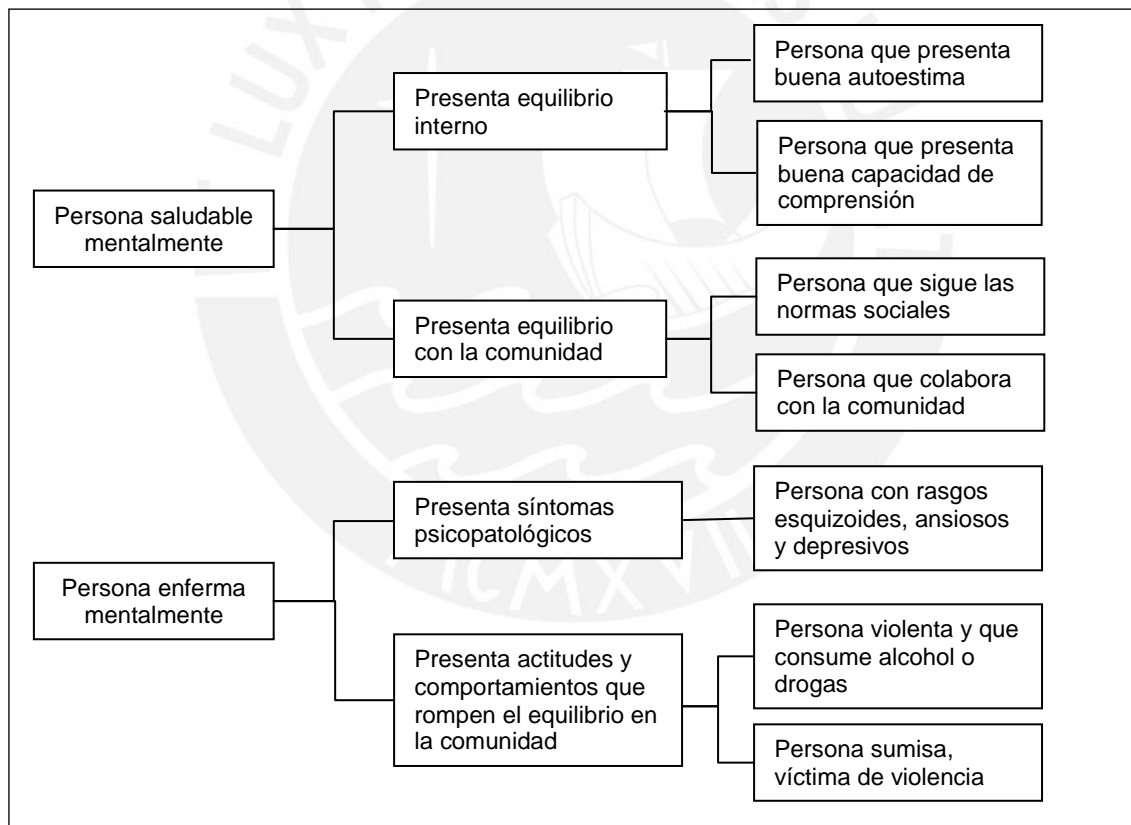 Persona saludable
mentalmente
Presenta equilibrio
interno
Persona que presenta
buena autoestima
Persona que presenta
buena capacidad de
comprensión
Presenta equilibrio
con la comunidad
Persona que sigue las
normas sociales
Persona que colabora
con la comunidad
Persona enferma
mentalmente
Presenta síntomas
psicopatológicos
Persona con rasgos
esquizoides, ansiosos
y depresivos
Presenta actitudes y
comportamientos que
rompen el equilibrio en
la comunidad
Persona violenta y que
consume alcohol o
drogas
Persona sumisa,
víctima de violencia
LUX
MCMXVII